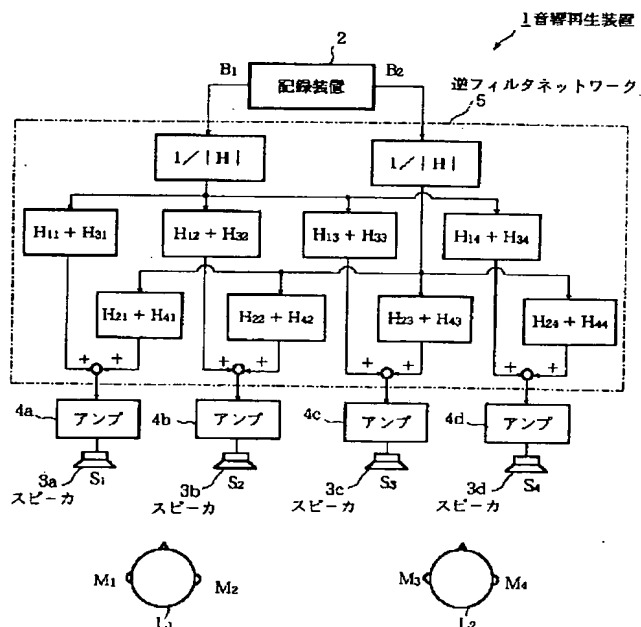 1音響再生装置
2
B1 B2
記録装置
逆フィルタネットワーク
5
1/|H| 1/|H|
H11 + H31 H12 + H32 H13 + H33 H14 + H34
H21 + H41 H22 + H42 H23 + H43 H24 + H44
+ + + + + + + +
4a アンプ 4b アンプ 4c アンプ 4d アンプ
3a S1 3b S2 3c S3 3d S4
スピーカ スピーカ スピーカ スピーカ
M1 M2 M3 M4
L1 L2